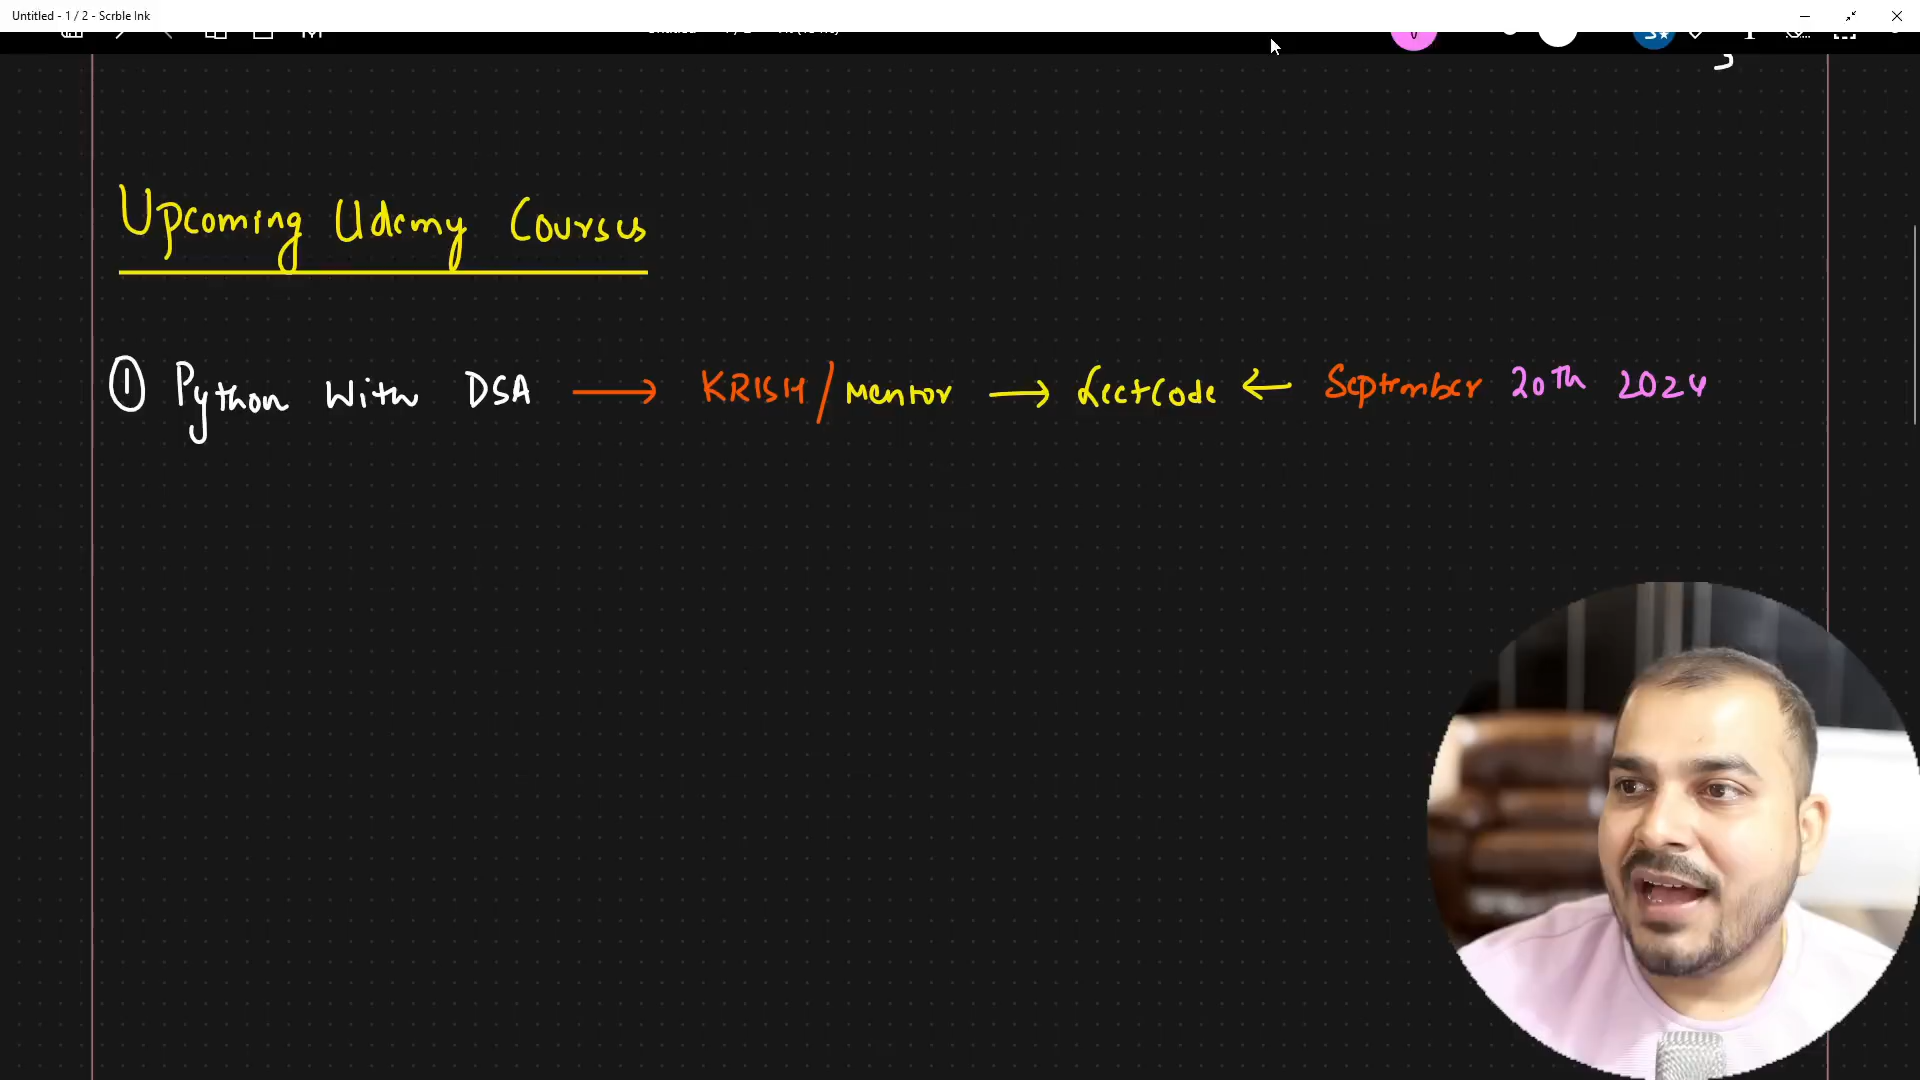 Untitled - 1 / 2 - Scrble Ink
Upcoming Udemy Courses
① Python With DSA → KRISH / Mentor → LeetCode ← September 20th 2024